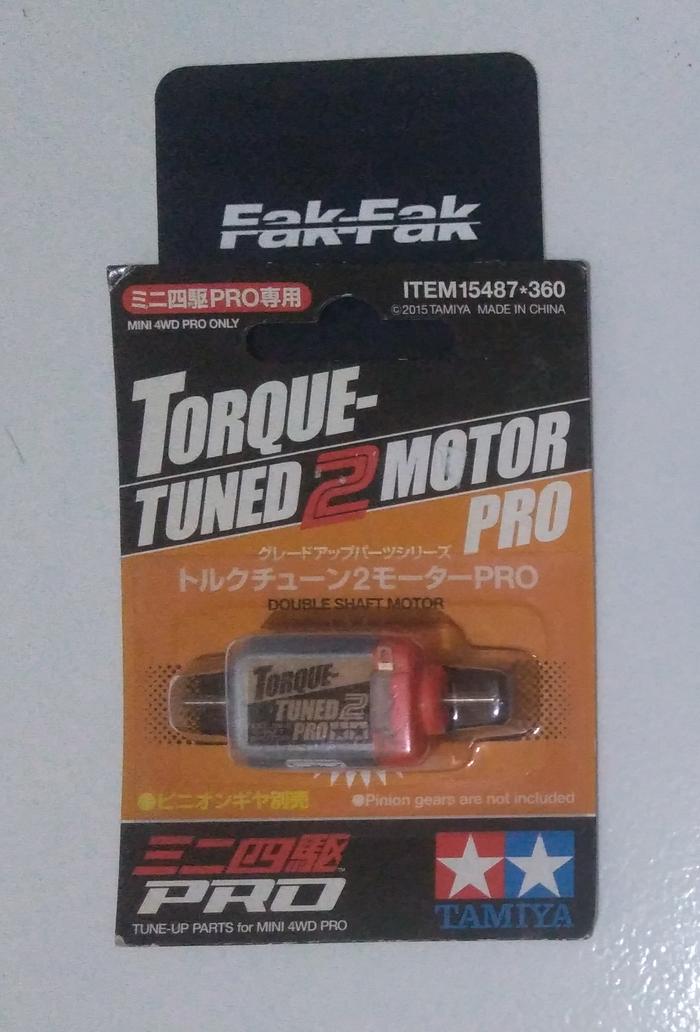 Fak-Fak
ミニ四駆PRO専用
MINI 4WD PRO ONLY
ITEM15487*360
©2015 TAMIYA MADE IN CHINA
TORQUE-
TUNED 2 MOTOR
PRO
グレードアップパーツシリーズ
トルクチューン2モーターPRO
DOUBLE SHAFT MOTOR
TORQUE-
TUNED 2
PRO
●ピニオンギヤ別売
●Pinion gears are not included
ミニ四駆
PRO
TUNE-UP PARTS for MINI 4WD PRO
TAMIYA